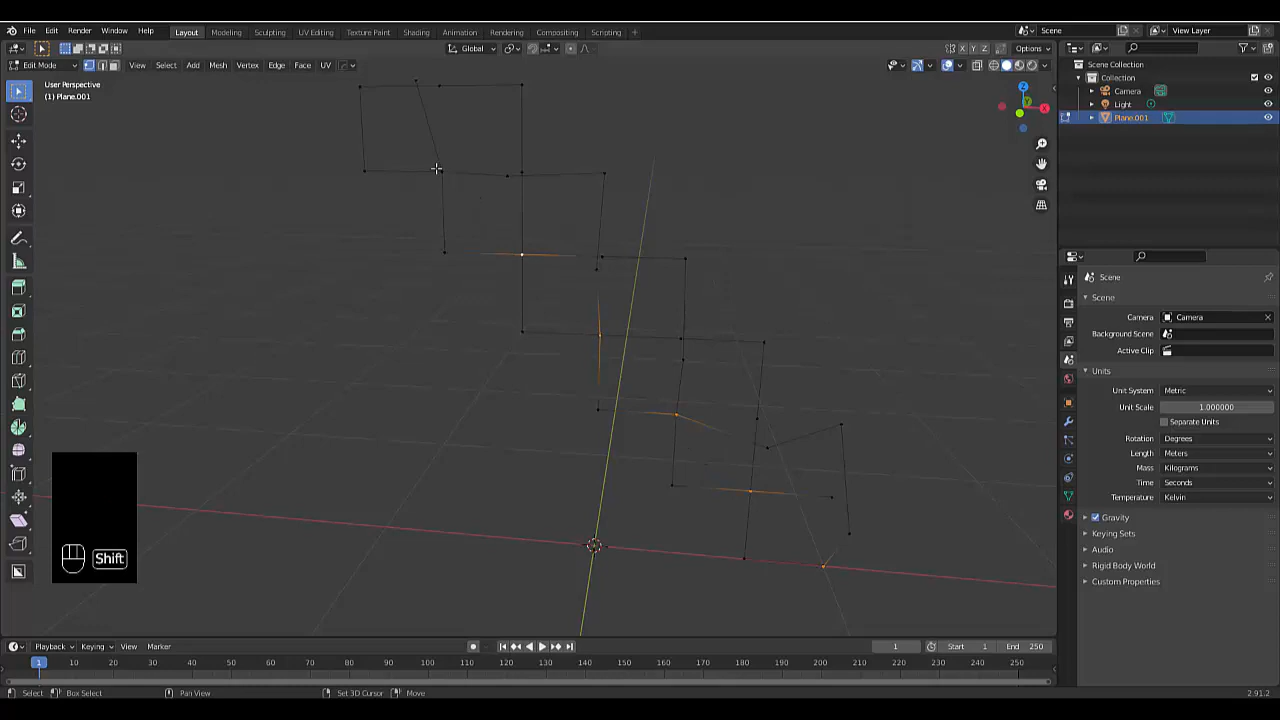 File Edit Render Window Help Layout Modeling Sculpting UV Editing Texture Paint Shading Animation Rendering Compositing Scripting + Scene View Layer
Global Options
Edit Mode View Select Add Mesh Vertex Edge Face UV
User Perspective
(1) Plane.001
X Y Z
Scene Collection
Collection
Camera
Light
Plane.001
Scene
Scene
Camera Camera
Background Scene
Active Clip
Units
Unit System Metric
Unit Scale 1.000000
Separate Units
Rotation Degrees
Length Meters
Mass Kilograms
Time Seconds
Temperature Kelvin
Gravity
Keying Sets
Audio
Rigid Body World
Custom Properties
Shift
Playback Keying View Marker 1 Start 1 End 250
1 10 20 30 40 50 60 70 80 90 100 110 120 130 140 150 160 170 180 190 200 210 220 230 240 250
Select Box Select Pan View Set 3D Cursor Move 2.91.2